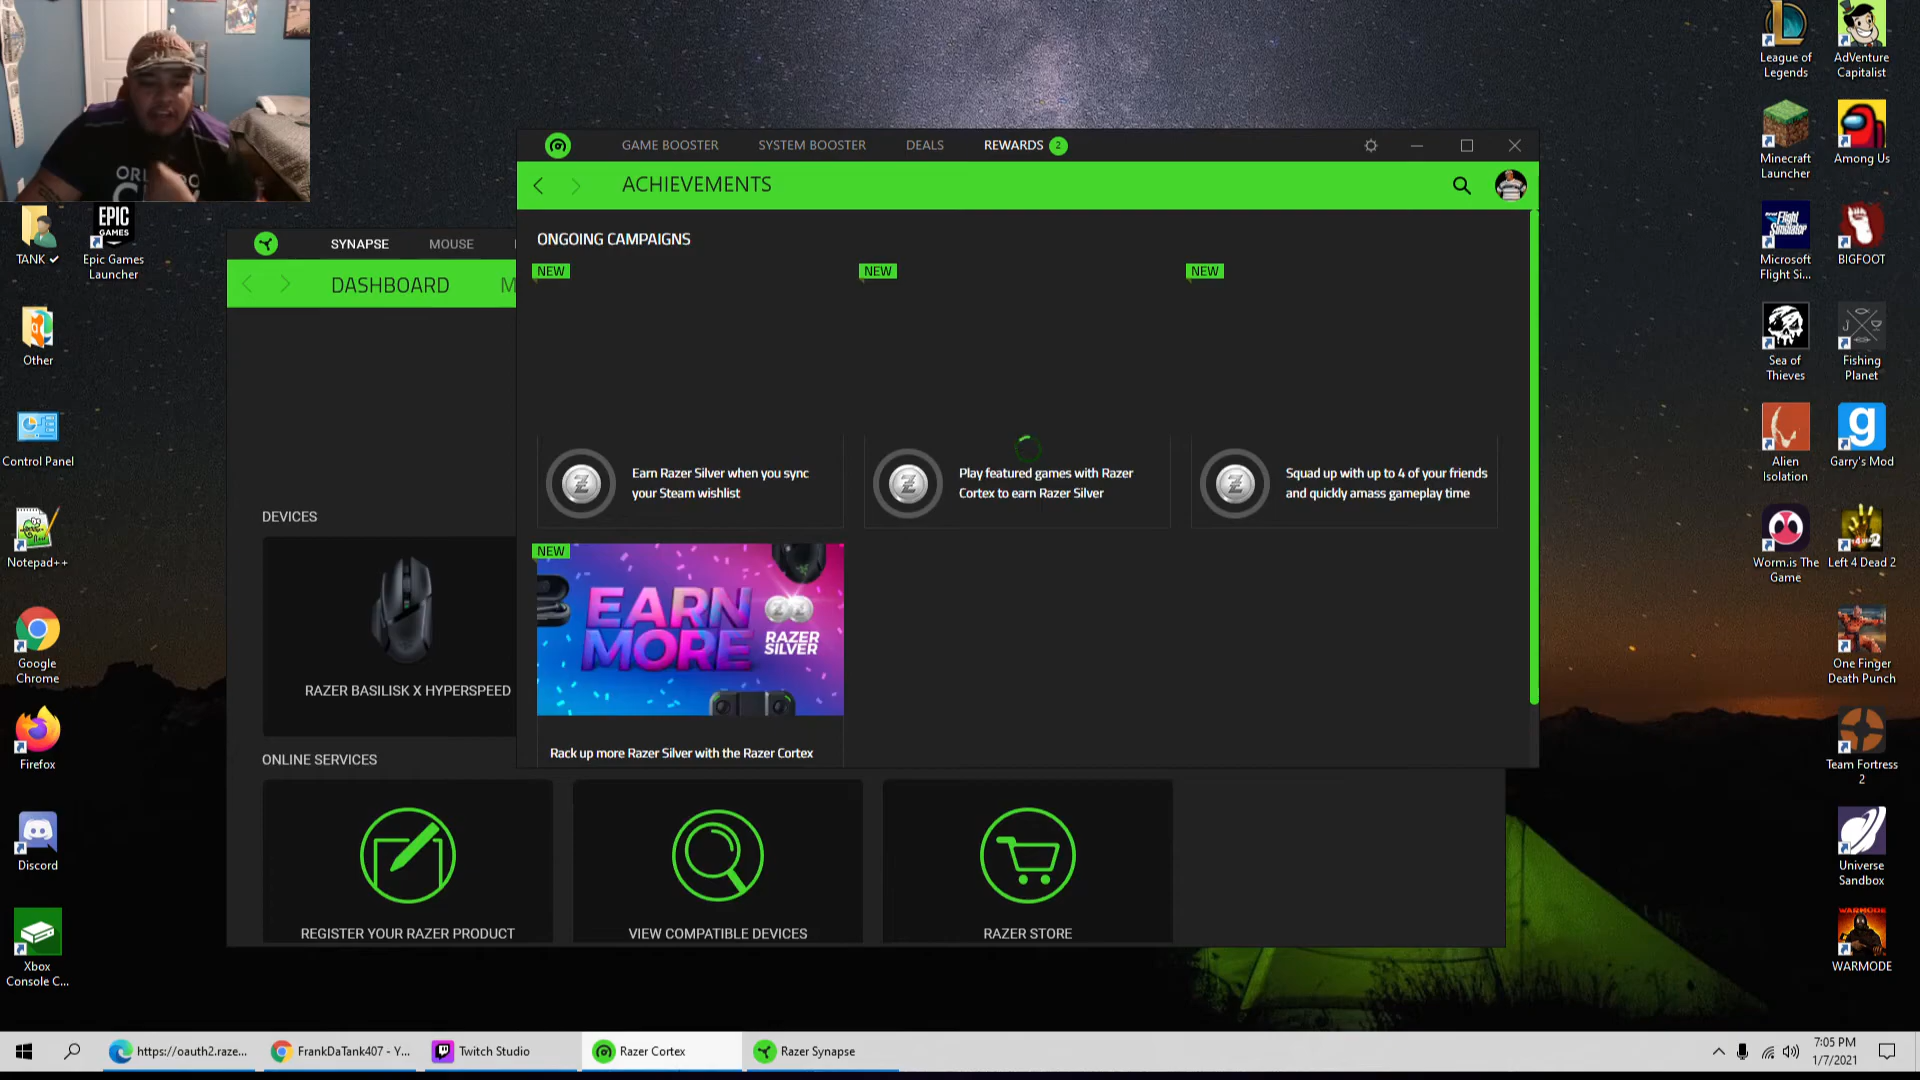 League of
Legends
AdVenture
Capitalist
Minecraft
Launcher
Among Us
Microsoft
Flight Si...
BIGFOOT
Sea of
Thieves
Fishing
Planet
Alien
Isolation
Garry's Mod
Worm.is The
Game
Left 4 Dead 2
One Finger
Death Punch
Team Fortress
2
Universe
Sandbox
WARMODE
WARMODE
TANK ✔
EPIC
GAMES
Epic Games
Launcher
Other
Control Panel
Notepad++
Google
Chrome
Firefox
Discord
Xbox
Console C...
GAME BOOSTER
SYSTEM BOOSTER
DEALS
REWARDS 2
ACHIEVEMENTS
ONGOING CAMPAIGNS
NEW
NEW
NEW
Earn Razer Silver when you sync
your Steam wishlist
Play featured games with Razer
Cortex to earn Razer Silver
Squad up with up to 4 of your friends
and quickly amass gameplay time
NEW
EARN
MORE
RAZER
SILVER
Rack up more Razer Silver with the Razer Cortex
SYNAPSE
MOUSE
DASHBOARD
M
DEVICES
RAZER BASILISK X HYPERSPEED
ONLINE SERVICES
REGISTER YOUR RAZER PRODUCT
VIEW COMPATIBLE DEVICES
RAZER STORE
https://oauth2.raze...
FrankDaTank407 - Y...
Twitch Studio
Razer Cortex
Razer Synapse
7:05 PM
1/7/2021